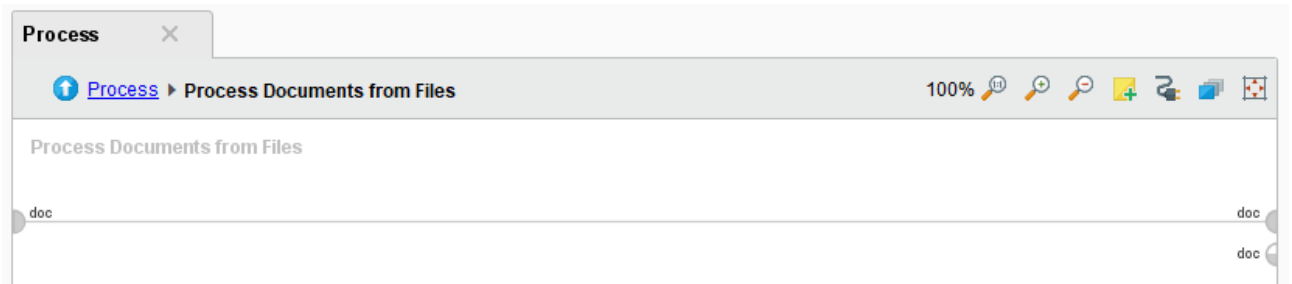 Process
Process Process Documents from Files 100%
Process Documents from Files
doc doc
doc